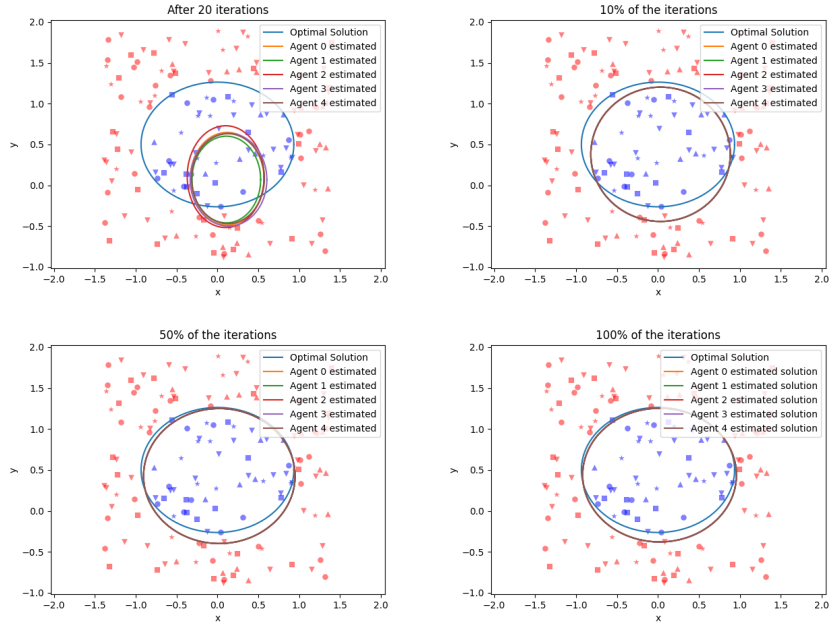 After 20 iterations
2.0
1.5
1.0
0.5
0.0
−0.5
−1.0
y
−2.0 −1.5 −1.0 −0.5 0.0 0.5 1.0 1.5 2.0
x
Optimal Solution
Agent 0 estimated
Agent 1 estimated
Agent 2 estimated
Agent 3 estimated
Agent 4 estimated
10% of the iterations
2.0
1.5
1.0
0.5
0.0
−0.5
−1.0
y
−2.0 −1.5 −1.0 −0.5 0.0 0.5 1.0 1.5 2.0
x
Optimal Solution
Agent 0 estimated
Agent 1 estimated
Agent 2 estimated
Agent 3 estimated
Agent 4 estimated
50% of the iterations
2.0
1.5
1.0
0.5
0.0
−0.5
−1.0
y
−2.0 −1.5 −1.0 −0.5 0.0 0.5 1.0 1.5 2.0
x
Optimal Solution
Agent 0 estimated
Agent 1 estimated
Agent 2 estimated
Agent 3 estimated
Agent 4 estimated
100% of the iterations
2.0
1.5
1.0
0.5
0.0
−0.5
−1.0
y
−2.0 −1.5 −1.0 −0.5 0.0 0.5 1.0 1.5 2.0
x
Optimal Solution
Agent 0 estimated solution
Agent 1 estimated solution
Agent 2 estimated solution
Agent 3 estimated solution
Agent 4 estimated solution